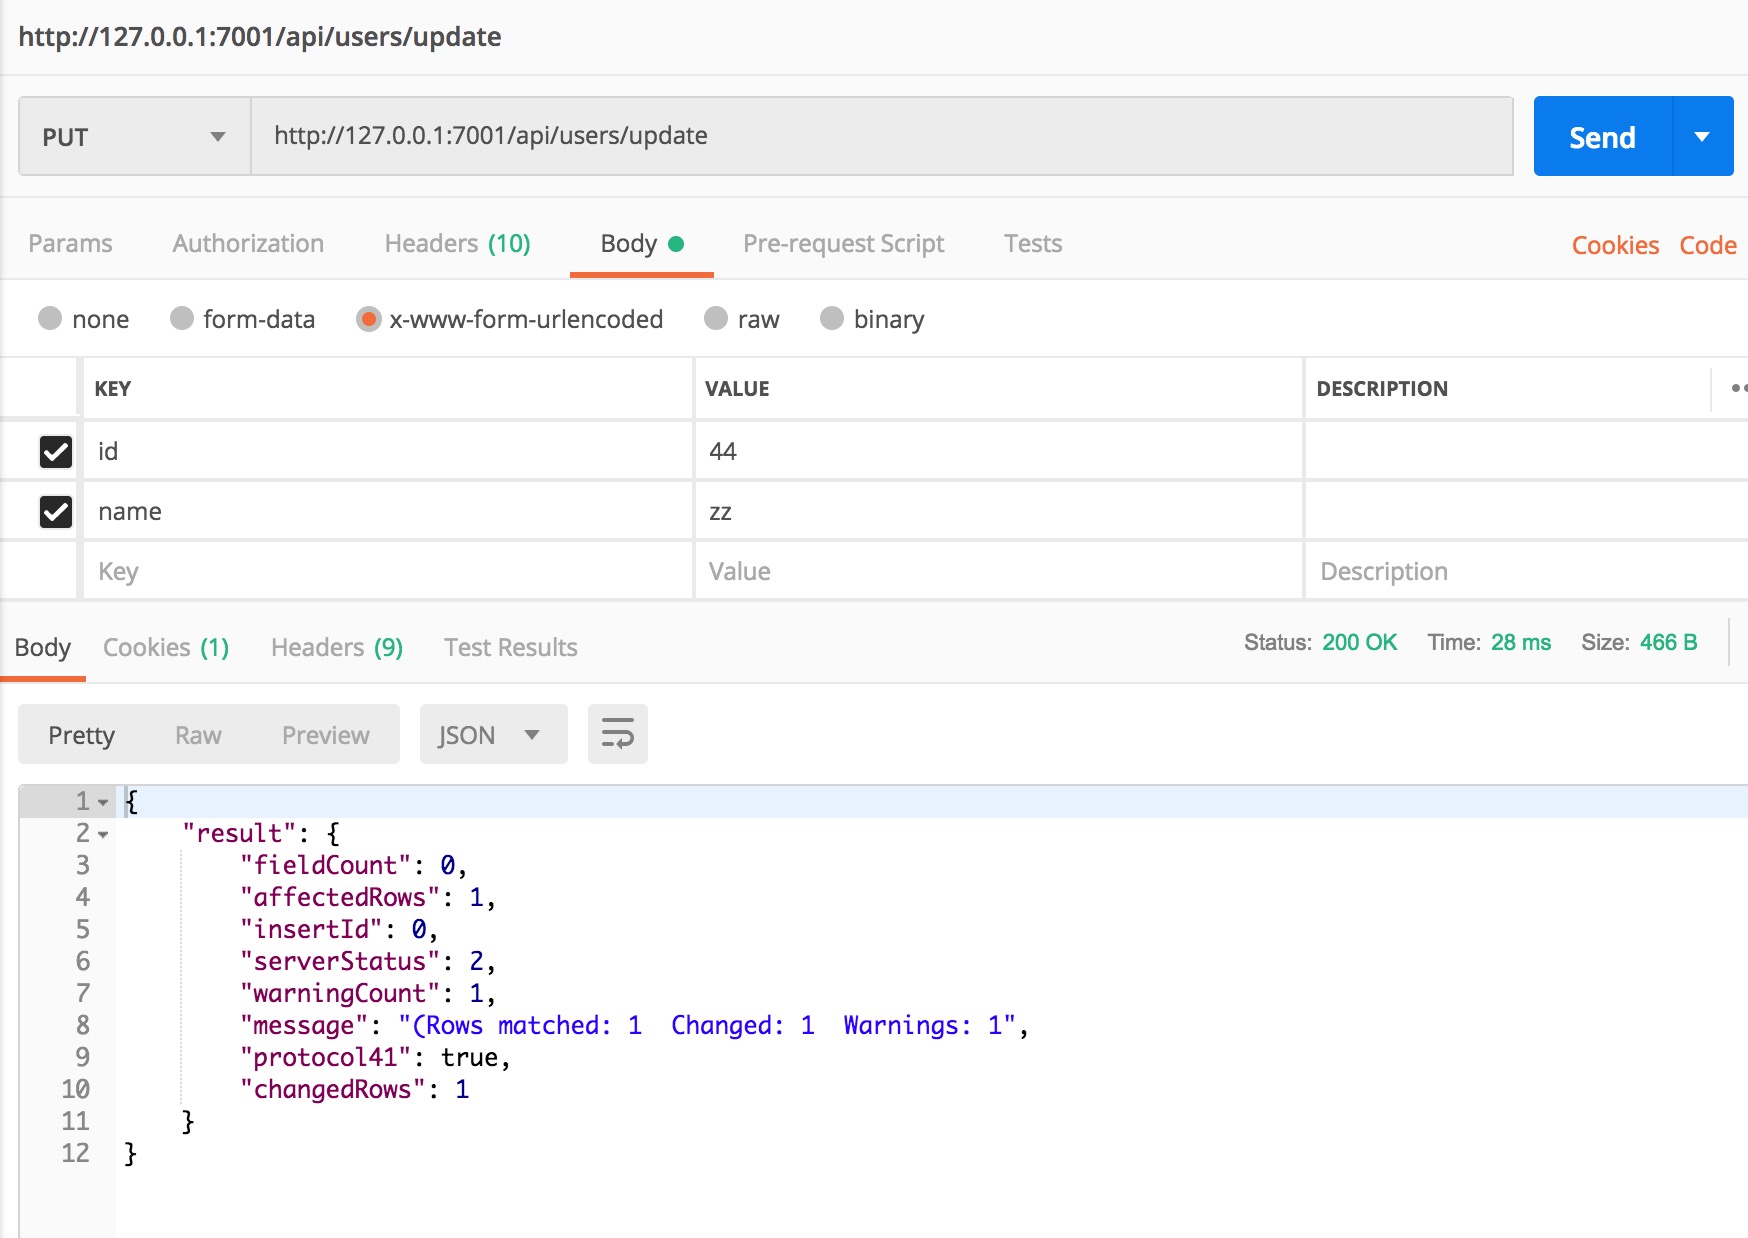 http://127.0.0.1:7001/api/users/update
PUT http://127.0.0.1:7001/api/users/update Send
Params Authorization Headers (10) Body Pre-request Script Tests Cookies Code
none form-data x-www-form-urlencoded raw binary
KEY VALUE DESCRIPTION
id 44
name zz
Key Value Description
Body Cookies (1) Headers (9) Test Results Status: 200 OK Time: 28 ms Size: 466 B
Pretty Raw Preview JSON
1 {
2 "result": {
3 "fieldCount": 0,
4 "affectedRows": 1,
5 "insertId": 0,
6 "serverStatus": 2,
7 "warningCount": 1,
8 "message": "(Rows matched: 1  Changed: 1  Warnings: 1",
9 "protocol41": true,
10 "changedRows": 1
11 }
12 }